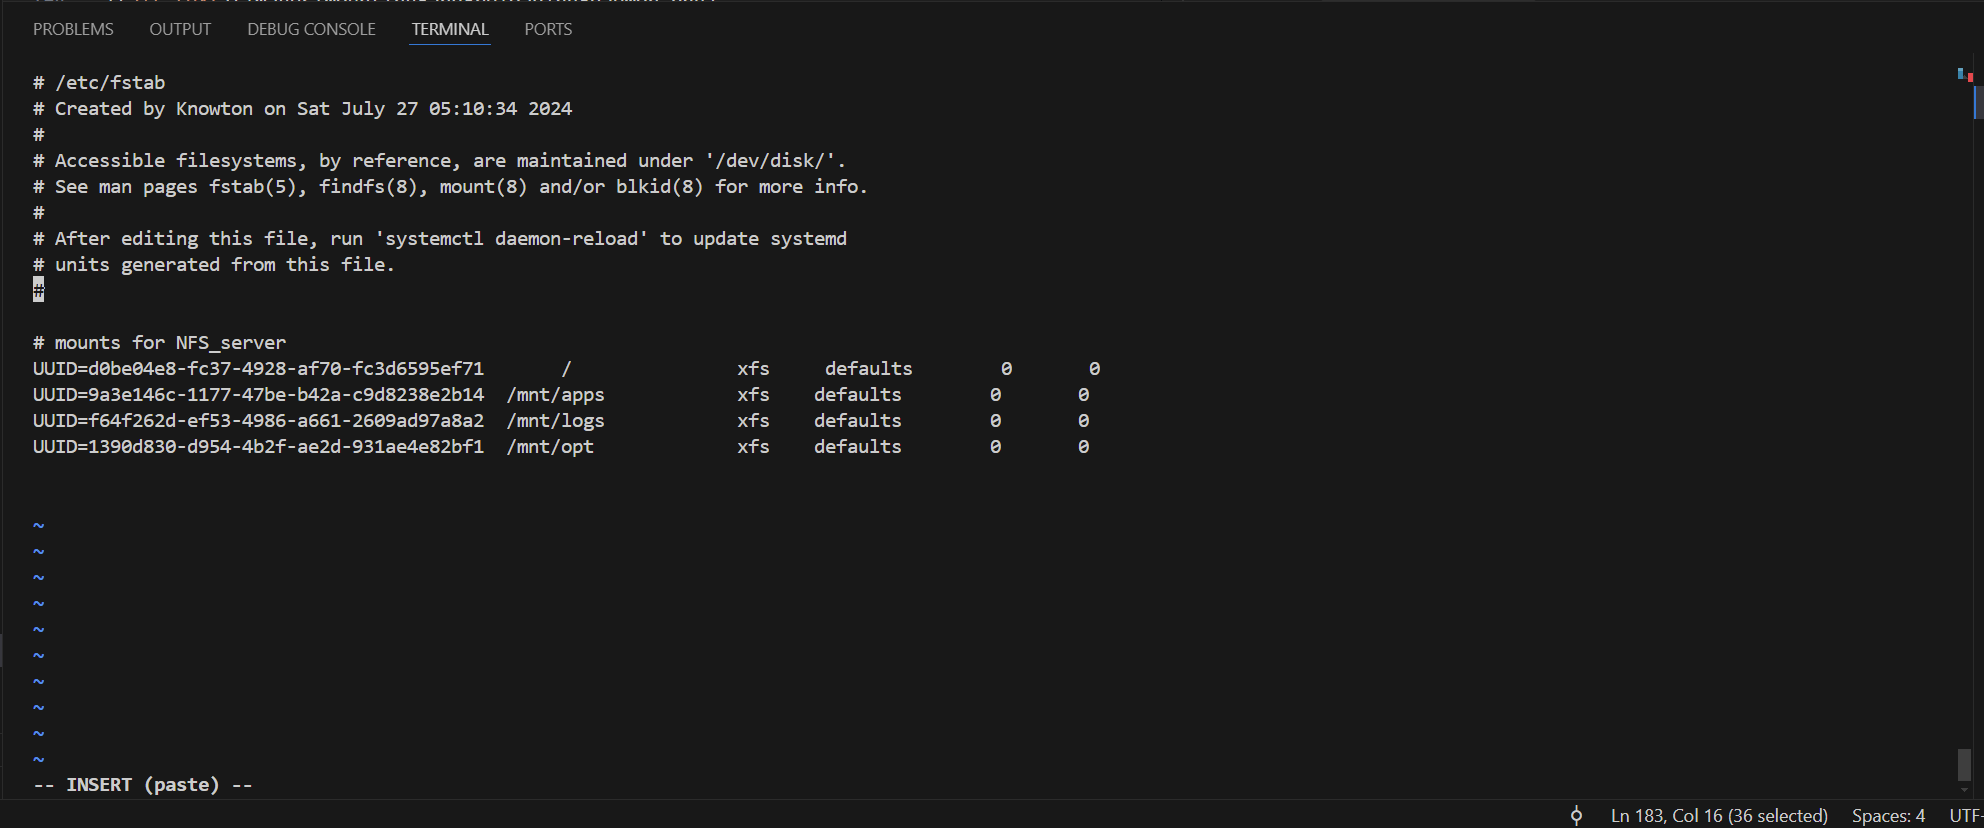 PROBLEMS OUTPUT DEBUG CONSOLE TERMINAL PORTS
# /etc/fstab
# Created by Knowton on Sat July 27 05:10:34 2024
#
# Accessible filesystems, by reference, are maintained under '/dev/disk/'.
# See man pages fstab(5), findfs(8), mount(8) and/or blkid(8) for more info.
#
# After editing this file, run 'systemctl daemon-reload' to update systemd
# units generated from this file.
#
# mounts for NFS_server
UUID=d0be04e8-fc37-4928-af70-fc3d6595ef71 / xfs defaults 0 0
UUID=9a3e146c-1177-47be-b42a-c9d8238e2b14 /mnt/apps xfs defaults 0 0
UUID=f64f262d-ef53-4986-a661-2609ad97a8a2 /mnt/logs xfs defaults 0 0
UUID=1390d830-d954-4b2f-ae2d-931ae4e82bf1 /mnt/opt xfs defaults 0 0
~
~
~
~
~
~
~
~
~
~
-- INSERT (paste) --
Ln 183, Col 16 (36 selected) Spaces: 4 UTF-